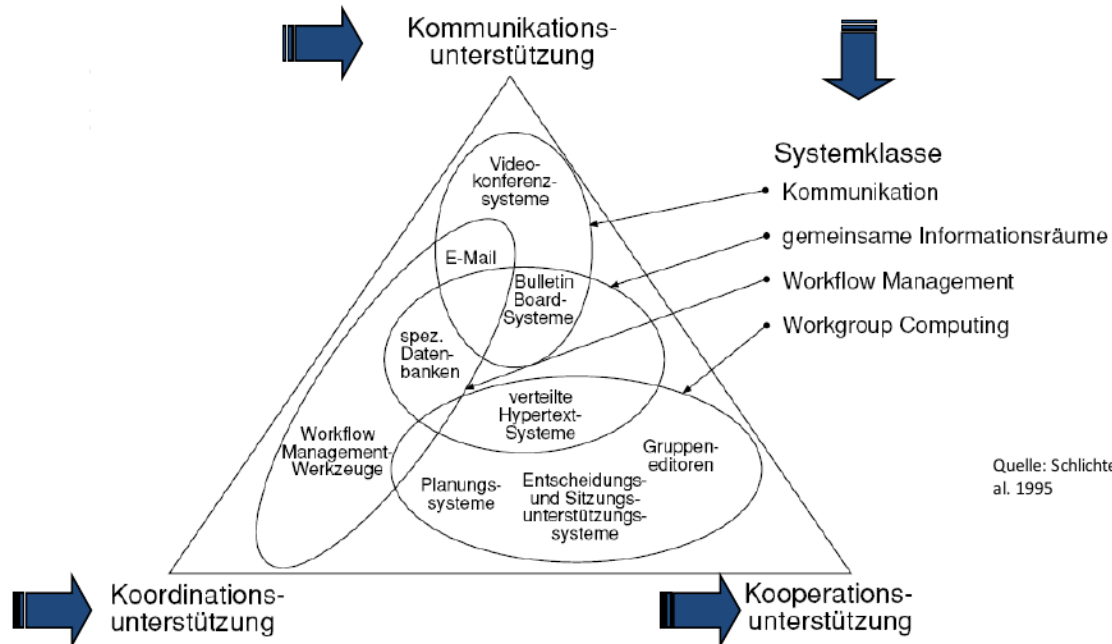 Kommunikations-
unterstützung
Systemklasse
Kommunikation
gemeinsame Informationsräume
Workflow Management
Workgroup Computing
Video-
konferenz-
systeme
E-Mail
Bulletin
Board-
Systeme
spez.
Daten-
banken
verteilte
Hypertext-
Systeme
Workflow
Management-
Werkzeuge
Gruppen-
editoren
Planungs-
systeme
Entscheidungs-
und Sitzungs-
unterstützungs-
systeme
Quelle: Schlichte
al. 1995
Koordinations-
unterstützung
Kooperations-
unterstützung